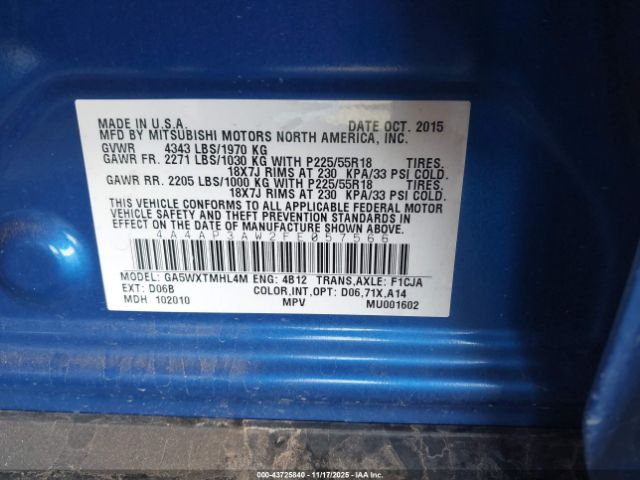 MADE IN U.S.A. DATE OCT. 2015
MFD BY MITSUBISHI MOTORS NORTH AMERICA, INC.
GVWR 4343 LBS/1970 KG
GAWR FR. 2271 LBS/1030 KG WITH P225/55R18 TIRES.
18X7J RIMS AT 230 KPA/33 PSI COLD.
GAWR RR. 2205 LBS/1000 KG WITH P225/55R18 TIRES.
18X7J RIMS AT 230 KPA/33 PSI COLD.
THIS VEHICLE CONFORMS TO ALL APPLICABLE FEDERAL MOTOR
VEHICLE SAFETY AND THEFT PREVENTION STANDARDS IN EFFECT
ON THE DATE OF MANUFACTURE SHOWN ABOVE.
4A4AP3AW2FE057566
MODEL: GA5WXTMHL4M ENG: 4B12 TRANS,AXLE: F1CJA
EXT: D06B COLOR,INT,OPT: D06,71X,A14
MDH 102010 MPV MU001602
IAA-43725840 | 11/17/2025 | IAA Inc. and its licensors